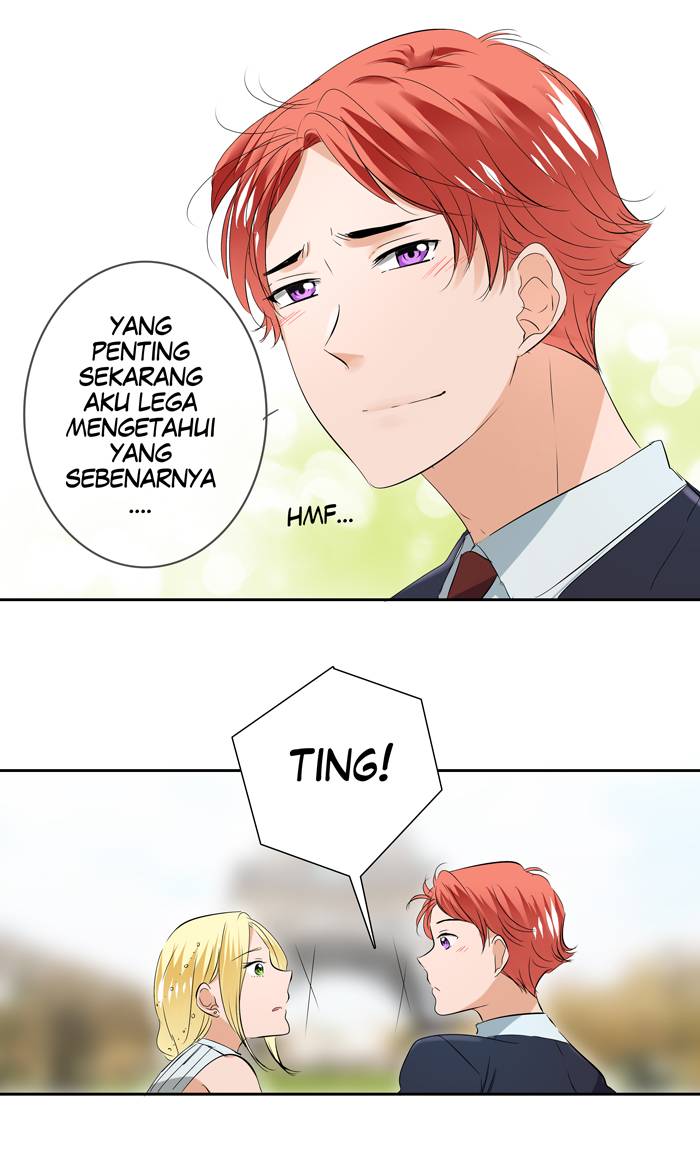 YANG
PENTING
SEKARANG
AKU LEGA
MENGETAHUI
YANG
SEBENARNYA
....
HMF...
TING!